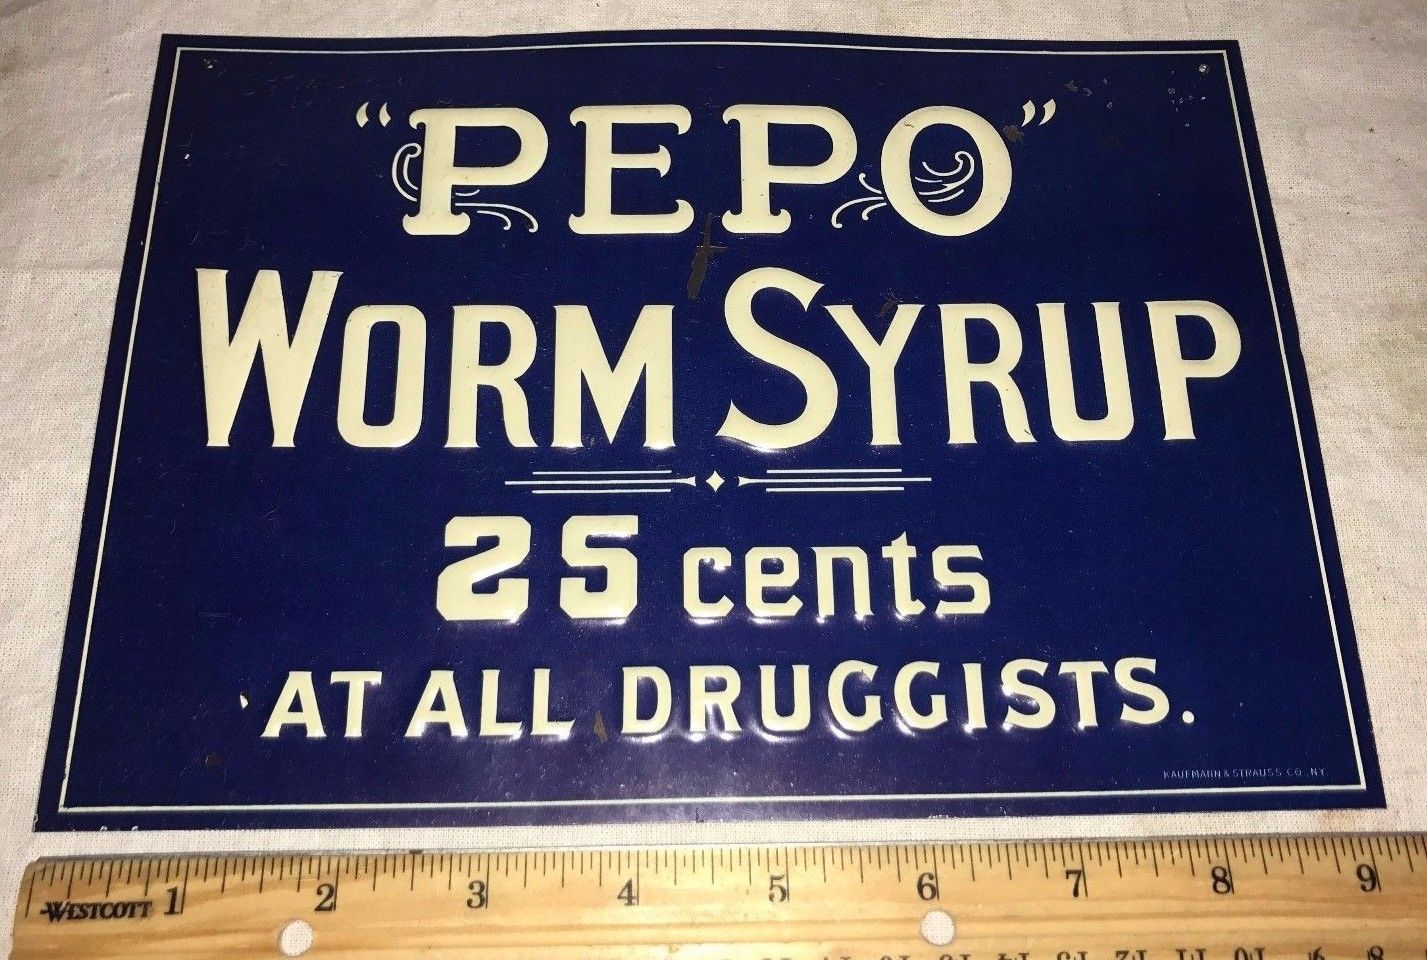 "PEPO"
WORM SYRUP
25 cents
AT ALL DRUGGISTS.
KAUFMANN & STRAUSS CO., NY.
WESTCOTT 1 2 3 4 5 6 7 8 9